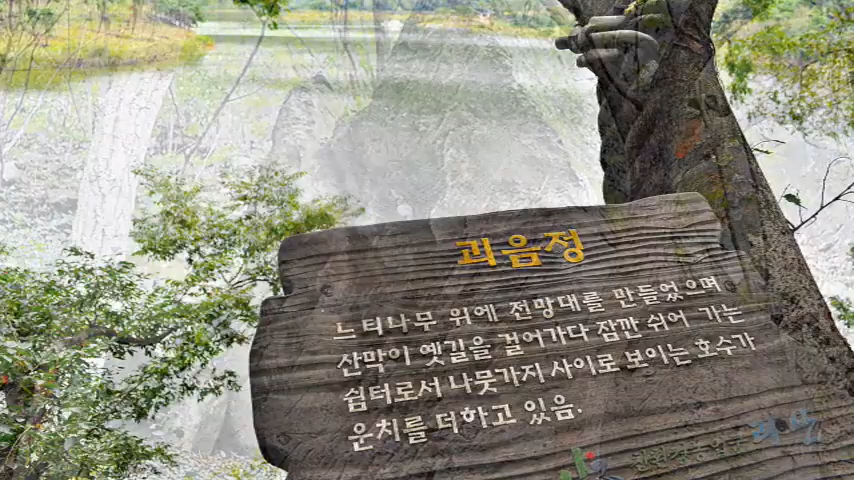 괴음정
느티나무 위에 전망대를 만들었으며
산막이 옛길을 걸어가다 잠깐 쉬어 가는
쉼터로서 나뭇가지 사이로 보이는 호수가
운치를 더하고 있음.